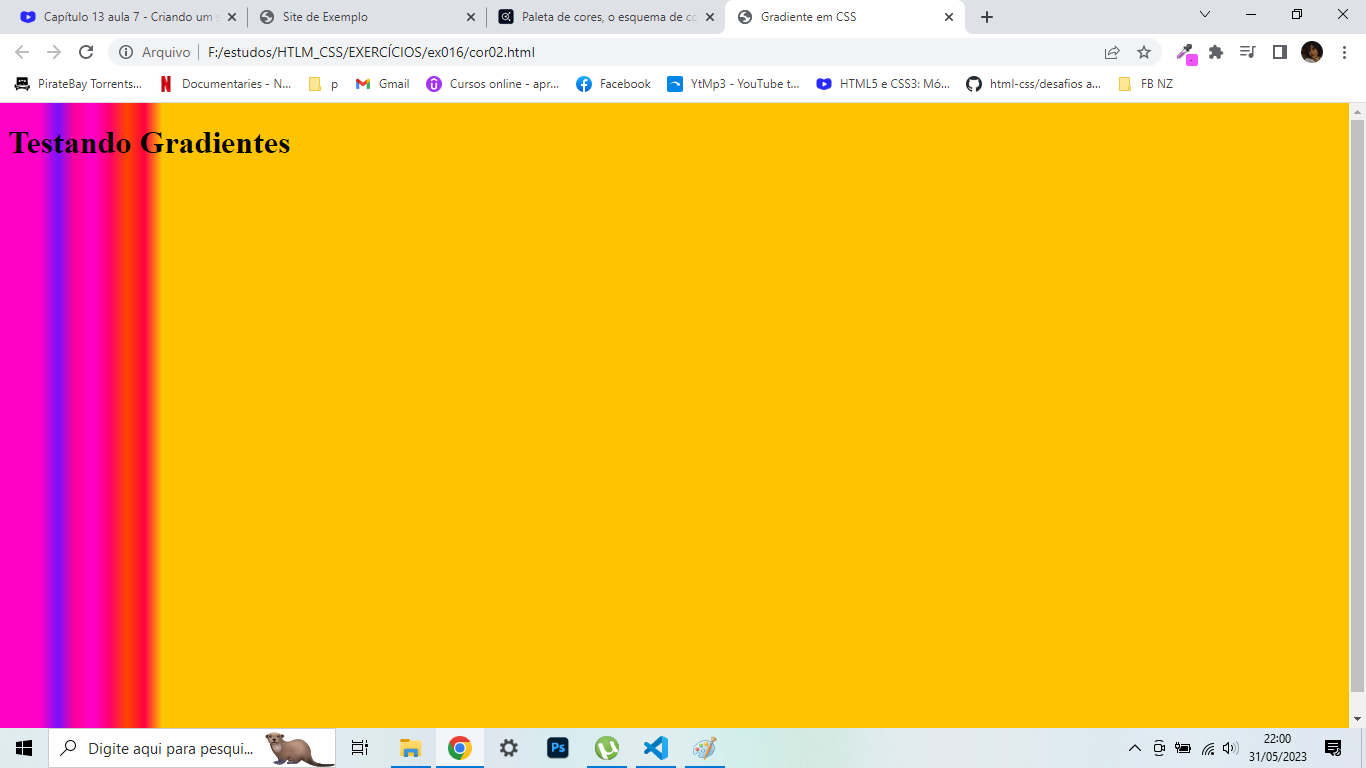 Capítulo 13 aula 7 - Criando um s
Site de Exemplo
Paleta de cores, o esquema de co
Gradiente em CSS
Arquivo F:/estudos/HTLM_CSS/EXERCÍCIOS/ex016/cor02.html
PirateBay Torrents...
Documentaries - N...
p
Gmail
Cursos online - apr...
Facebook
YtMp3 - YouTube t...
HTML5 e CSS3: Mó...
html-css/desafios a...
FB NZ
Testando Gradientes
Digite aqui para pesqui...
Ps
22:00
31/05/2023